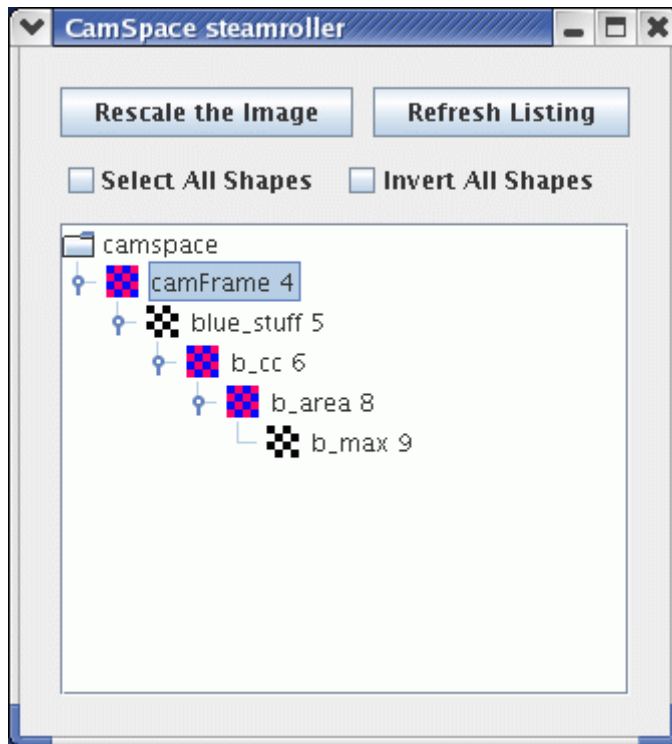 CamSpace steamroller
Rescale the Image Refresh Listing
Select All Shapes Invert All Shapes
camspace
camFrame 4
blue_stuff 5
b_cc 6
b_area 8
b_max 9